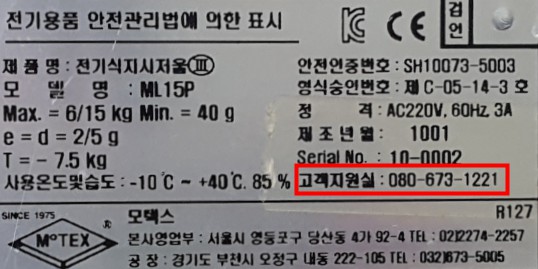 전기용품 안전관리법에 의한 표시
검인
제 품 명 : 전기식지시저울 Ⅲ
안전인증번호 : SH10073-5003
모 델 명 : ML15P
형식승인번호 : 제 C-05-14-3 호
Max. = 6/15 kg Min. = 40 g
정 격 : AC220V, 60Hz, 3A
e = d = 2/5 g
제 조 년 월 : 1001
T = - 7.5 kg
Serial No. : 10-0002
사용온도및습도 : -10℃ ~ +40℃. 85 %
고객지원실 : 080-673-1221
SINCE 1975
R127
MOTEX ®
모텍스
본사영업부 : 서울시 영등포구 당산동 4가 92-4 TEL : 02)2274-2257
공 장 : 경기도 부천시 오정구 내동 222-105 TEL : 032)673-5005